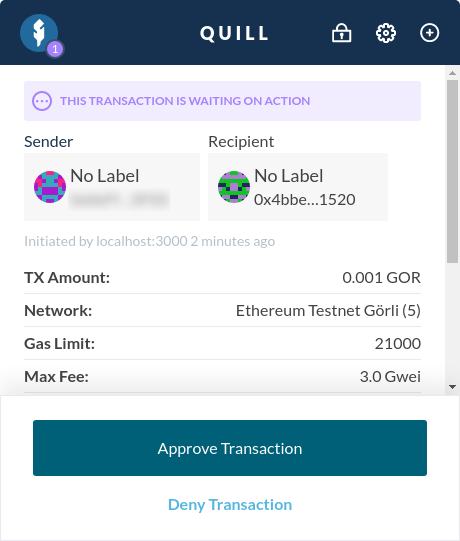 QUILL
1
THIS TRANSACTION IS WAITING ON ACTION
Sender
Recipient
No Label
No Label
0x4bbe...1520
Initiated by localhost:3000 2 minutes ago
TX Amount: 0.001 GOR
Network: Ethereum Testnet Görli (5)
Gas Limit: 21000
Max Fee: 3.0 Gwei
Approve Transaction
Deny Transaction